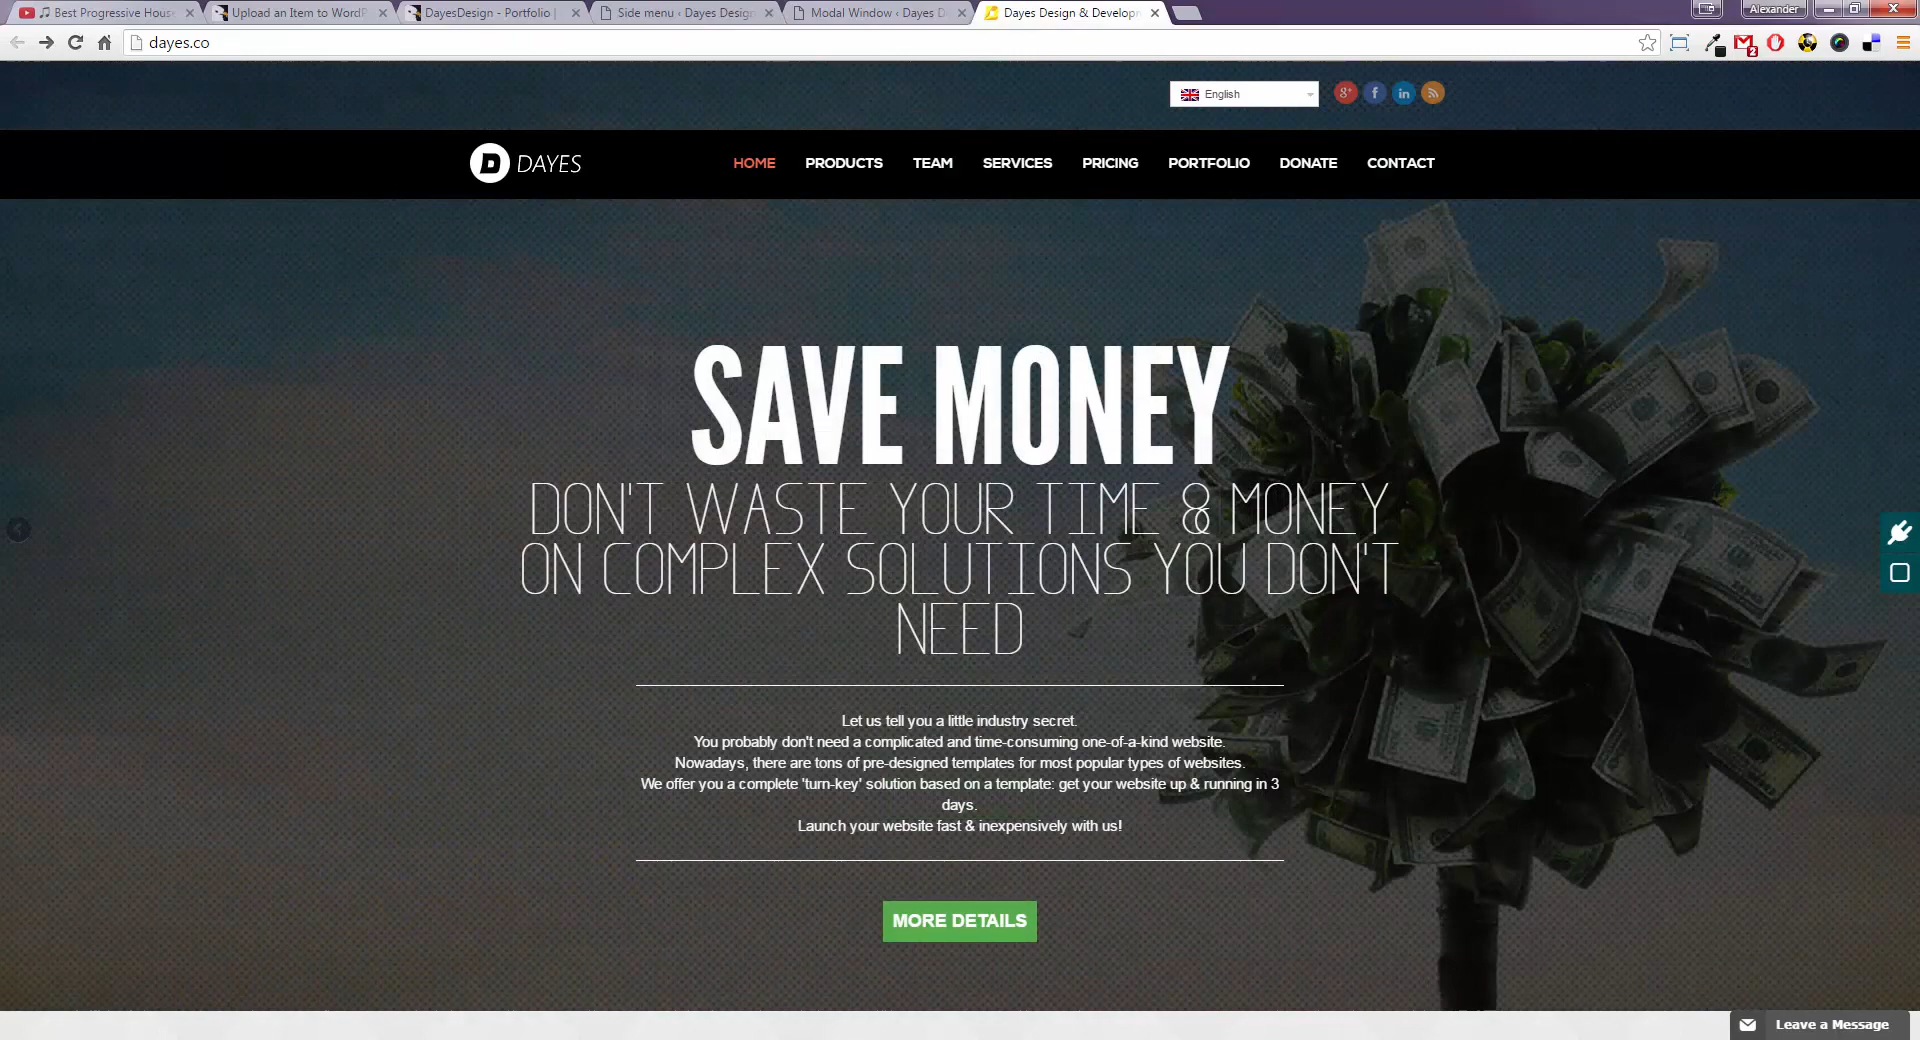 Best Progressive House
Upload an Item to WordP
DayesDesign - Portfolio |
Side menu ‹ Dayes Design
Modal Window ‹ Dayes D
Dayes Design & Developm
Alexander
dayes.co
2
English
g+ f in
D DAYES
HOME PRODUCTS TEAM SERVICES PRICING PORTFOLIO DONATE CONTACT
SAVE MONEY
DON'T WASTE YOUR TIME & MONEY
ON COMPLEX SOLUTIONS YOU DON'T
NEED
Let us tell you a little industry secret.
You probably don't need a complicated and time-consuming one-of-a-kind website.
Nowadays, there are tons of pre-designed templates for most popular types of websites.
We offer you a complete 'turn-key' solution based on a template: get your website up & running in 3
days.
Launch your website fast & inexpensively with us!
MORE DETAILS
Leave a Message